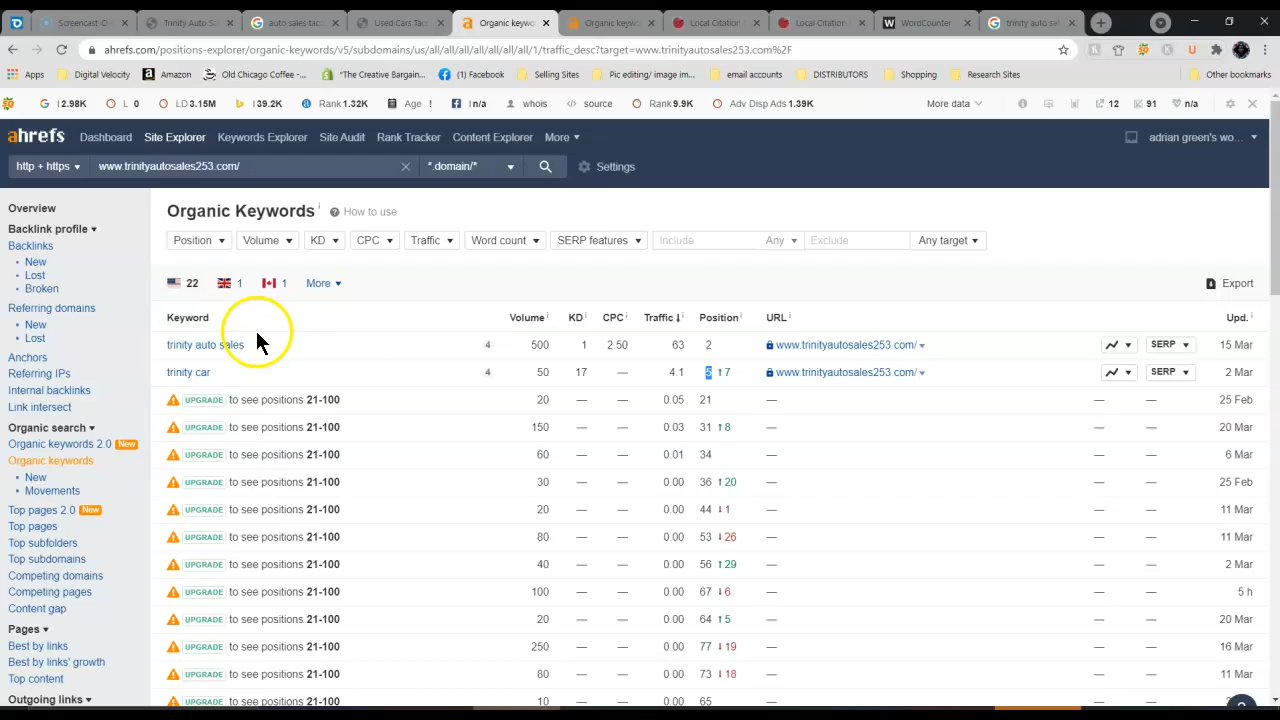 Screencast-C
Trinity Auto Sal
auto sales taco
Used Cars Tact
Organic keywo
Organic keywo
Local Citation
Local Citation
WordCounter
trinity auto sal
ahrefs.com/positions-explorer/organic-keywords/v5/subdomains/us/all/all/all/all/all/all/1/traffic_desc?target=www.trinityautosales253.com%2F
Apps Digital Velocity Amazon Old Chicago Coffee -... "The Creative Bargain... (1) Facebook Selling Sites Pic editing/ image im... email accounts DISTRIBUTORS Shopping Research Sites Other bookmarks
I 2.98K L 0 LD 3.15M I 39.2K Rank 1.32K Age ! I n/a whois source Rank 9.9K Adv Disp Ads 1.39K More data 12 91 n/a
ahrefs Dashboard Site Explorer Keywords Explorer Site Audit Rank Tracker Content Explorer More adrian green's wo...
http + https www.trinityautosales253.com/ *.domain/* Settings
Overview
Backlink profile
Backlinks
New
Lost
Broken
Referring domains
New
Lost
Anchors
Referring IPs
Internal backlinks
Link intersect
Organic search
Organic keywords 2.0 New
Organic keywords
New
Movements
Top pages 2.0 New
Top pages
Top subfolders
Top subdomains
Competing domains
Competing pages
Content gap
Pages
Best by links
Best by links' growth
Top content
Outgoing links
Organic Keywords i ? How to use
Position Volume KD CPC Traffic Word count SERP features Include Any Exclude Any target
22 1 1 More Export
Keyword Volume i KD i CPC i Traffic i Position i URL i Upd. i
trinity auto sales 4 500 1 2.50 63 2 www.trinityautosales253.com/ SERP 15 Mar
trinity car 4 50 17 — 4.1 5 ↑7 www.trinityautosales253.com/ SERP 2 Mar
UPGRADE to see positions 21-100 20 — — 0.05 21 — — — 25 Feb
UPGRADE to see positions 21-100 150 — — 0.03 31 ↑8 — — — 20 Mar
UPGRADE to see positions 21-100 60 — — 0.01 34 — — — 6 Mar
UPGRADE to see positions 21-100 30 — — 0.00 36 ↑20 — — — 25 Feb
UPGRADE to see positions 21-100 20 — — 0.00 44 ↓1 — — — 11 Mar
UPGRADE to see positions 21-100 80 — — 0.00 53 ↓26 — — — 11 Mar
UPGRADE to see positions 21-100 40 — — 0.00 56 ↑29 — — — 2 Mar
UPGRADE to see positions 21-100 100 — — 0.00 67 ↓6 — — — 5 h
UPGRADE to see positions 21-100 20 — — 0.00 64 ↑5 — — — 20 Mar
UPGRADE to see positions 21-100 250 — — 0.00 77 ↓19 — — — 16 Mar
UPGRADE to see positions 21-100 80 — — 0.00 73 ↓18 — — — 11 Mar
UPGRADE to see positions 21-100 10 — — 0.00 65 — — —